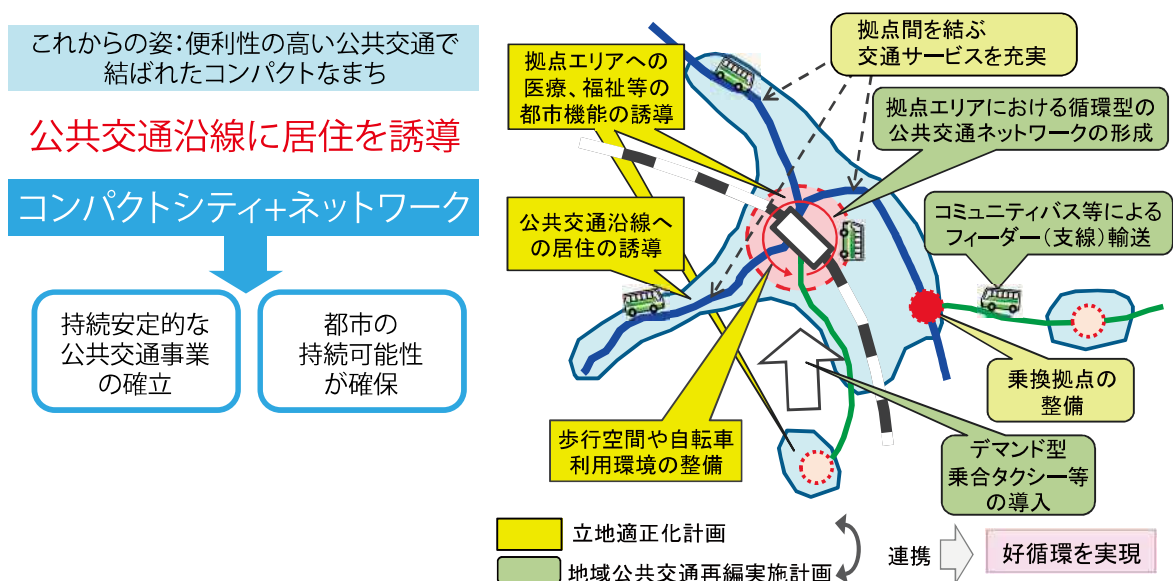 これからの姿：便利性の高い公共交通で
結ばれたコンパクトなまち
公共交通沿線に居住を誘導
コンパクトシティ+ネットワーク
持続安定的な
公共交通事業
の確立
都市の
持続可能性
が確保
拠点エリアへの
医療、福祉等の
都市機能の誘導
拠点間を結ぶ
交通サービスを充実
拠点エリアにおける循環型の
公共交通ネットワークの形成
公共交通沿線へ
の居住の誘導
コミュニティバス等による
フィーダー（支線）輸送
乗換拠点の
整備
歩行空間や自転車
利用環境の整備
デマンド型
乗合タクシー等
の導入
立地適正化計画
地域公共交通再編実施計画
連携
好循環を実現